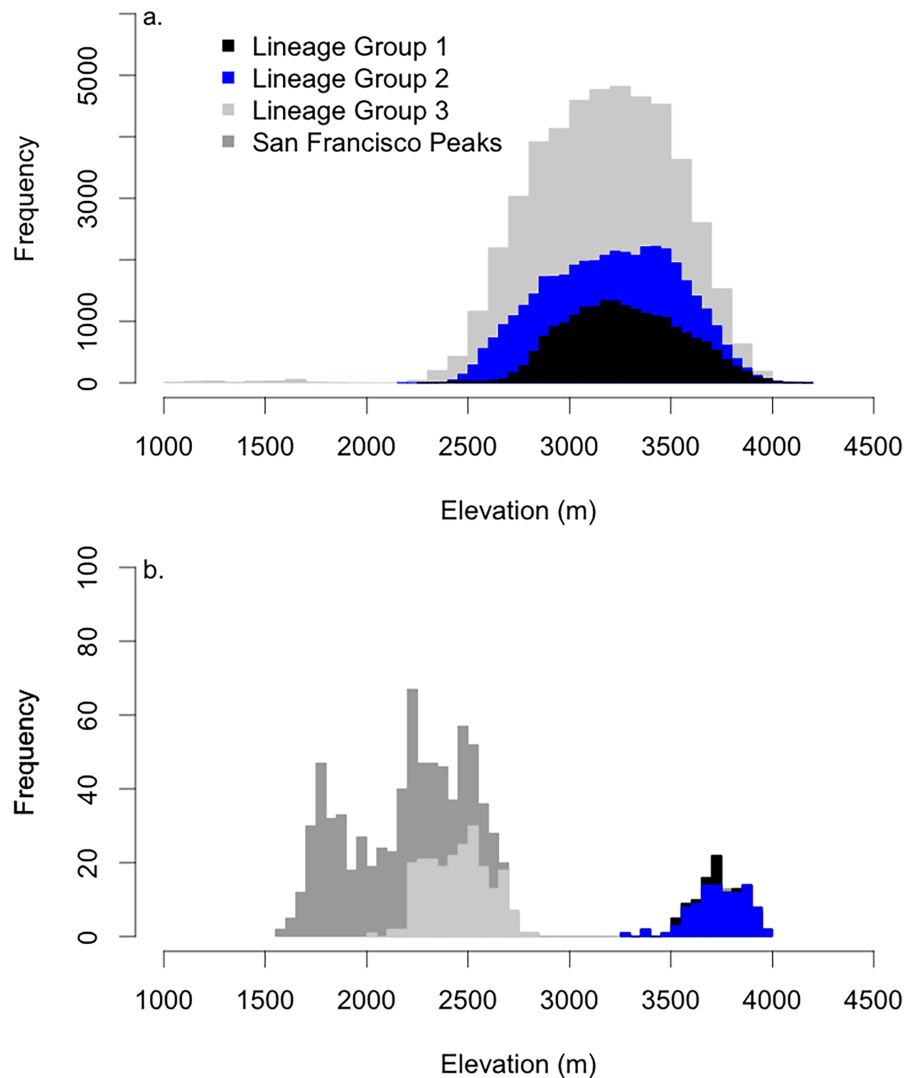 a.
Lineage Group 1
Lineage Group 2
Lineage Group 3
San Francisco Peaks
Frequency
5000
3000
1000
0
1000 1500 2000 2500 3000 3500 4000 4500
Elevation (m)
b.
Frequency
100
80
60
40
20
0
1000 1500 2000 2500 3000 3500 4000 4500
Elevation (m)